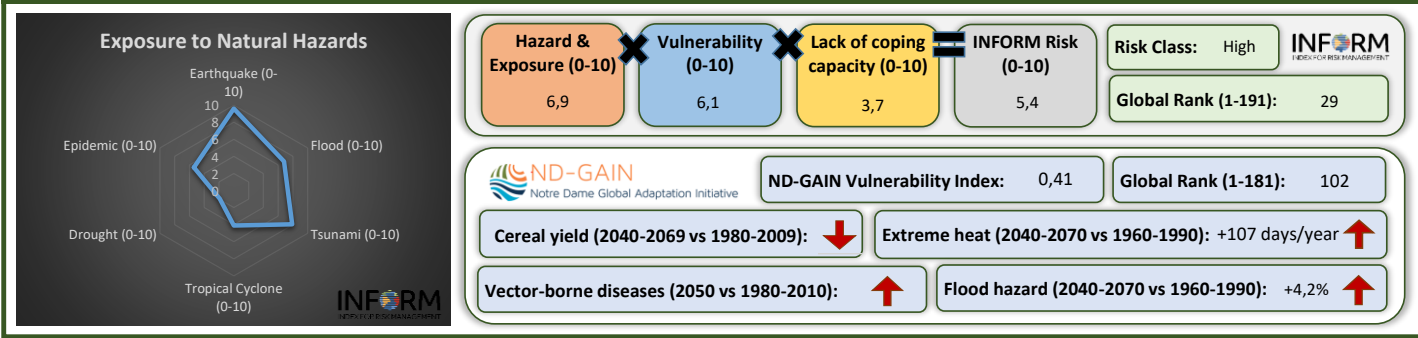 Exposure to Natural Hazards
Earthquake (0-
10)
10
8
6
4
2
0
Epidemic (0-10)
Flood (0-10)
Drought (0-10)
Tsunami (0-10)
Tropical Cyclone
(0-10)
INFORM
INDEX FOR RISK MANAGEMENT
Hazard &
Exposure (0-10)
6,9
Vulnerability
(0-10)
6,1
Lack of coping
capacity (0-10)
3,7
INFORM Risk
(0-10)
5,4
Risk Class: High
INFORM
INDEX FOR RISK MANAGEMENT
Global Rank (1-191): 29
ND-GAIN
Notre Dame Global Adaptation Initiative
ND-GAIN Vulnerability Index: 0,41
Global Rank (1-181): 102
Cereal yield (2040-2069 vs 1980-2009):
Extreme heat (2040-2070 vs 1960-1990): +107 days/year
Vector-borne diseases (2050 vs 1980-2010):
Flood hazard (2040-2070 vs 1960-1990): +4,2%